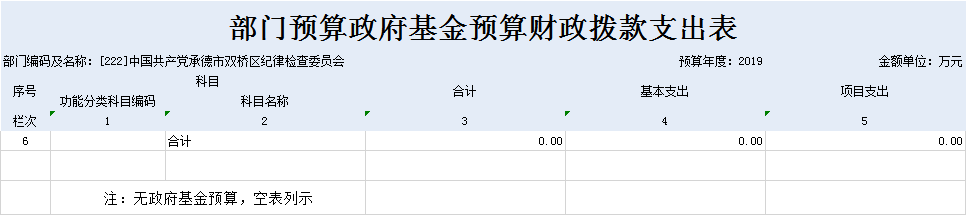 部门预算政府基金预算财政拨款支出表
部门编码及名称：[222]中国共产党承德市双桥区纪律检查委员会 预算年度：2019 金额单位：万元
序号 科目 合计 基本支出 项目支出
功能分类科目编码 科目名称
栏次 1 2 3 4 5
6 合计 0.00 0.00 0.00
注：无政府基金预算，空表列示